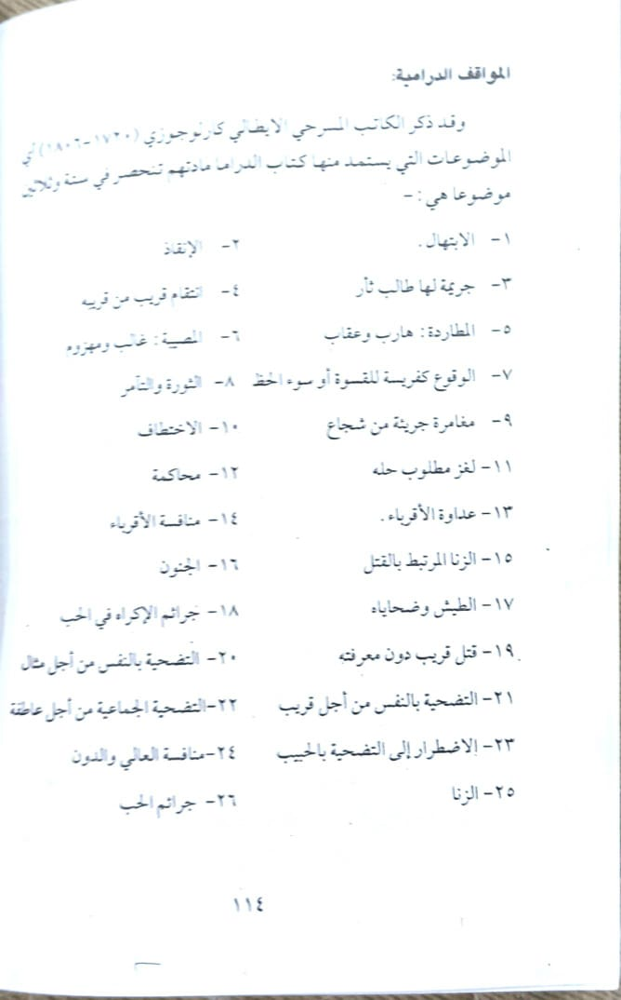 المواقف الدرامية:
وقد ذكر الكاتب المسرحي الايطالي كارلوجوزي (١٧٢٠-١٨٠٦) أي
الموضوعات التي يستمد منها كتاب الدراما مادتهم تنحصر في ستة وثلاثين
موضوعا هي : -
١- الابتهال . ٢- الإنقاذ
٣- جريمة لها طالب ثأر ٤- انتقام قريب من قريبه
٥- المطاردة : هارب وعقاب ٦- المصيبة : غالب ومهزوم
٧- الوقوع كفريسة للقسوة أو سوء الحظ ٨- الثورة والتآمر
٩- مغامرة جريئة من شجاع ١٠- الاختطاف
١١- لغز مطلوب حله ١٢- محاكمة
١٣- عداوة الأقرباء . ١٤- منافسة الأقرباء
١٥- الزنا المرتبط بالقتل ١٦- الجنون
١٧- الطيش وضحاياه ١٨- جرائم الإكراه في الحب
١٩- قتل قريب دون معرفته ٢٠- التضحية بالنفس من أجل مثال
٢١- التضحية بالنفس من أجل قريب ٢٢-التضحية الجماعية من أجل عاطفة
٢٣- الاضطرار إلى التضحية بالحبيب ٢٤-منافسة العالي والدون
٢٥- الزنا ٢٦- جرائم الحب
١١٤